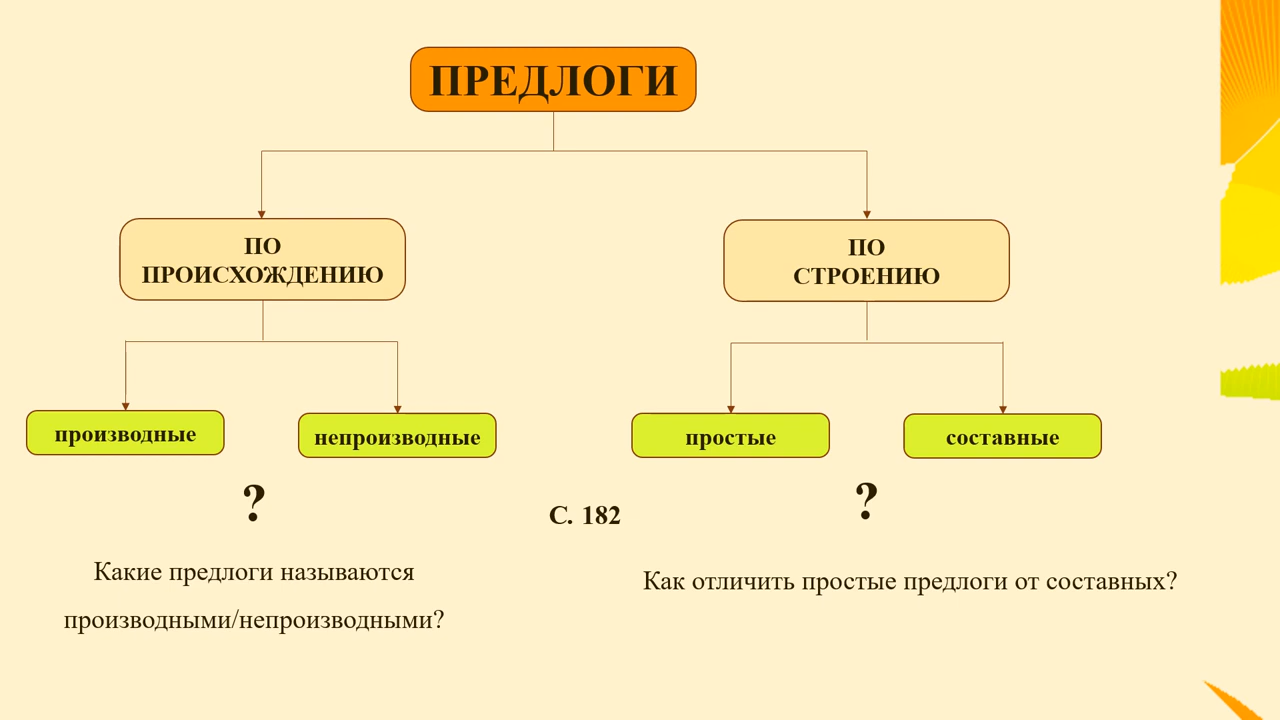 ПРЕДЛОГИ
ПО
ПРОИСХОЖДЕНИЮ
ПО
СТРОЕНИЮ
производные
непроизводные
простые
составные
?
?
С. 182
Какие предлоги называются
производными/непроизводными?
Как отличить простые предлоги от составных?